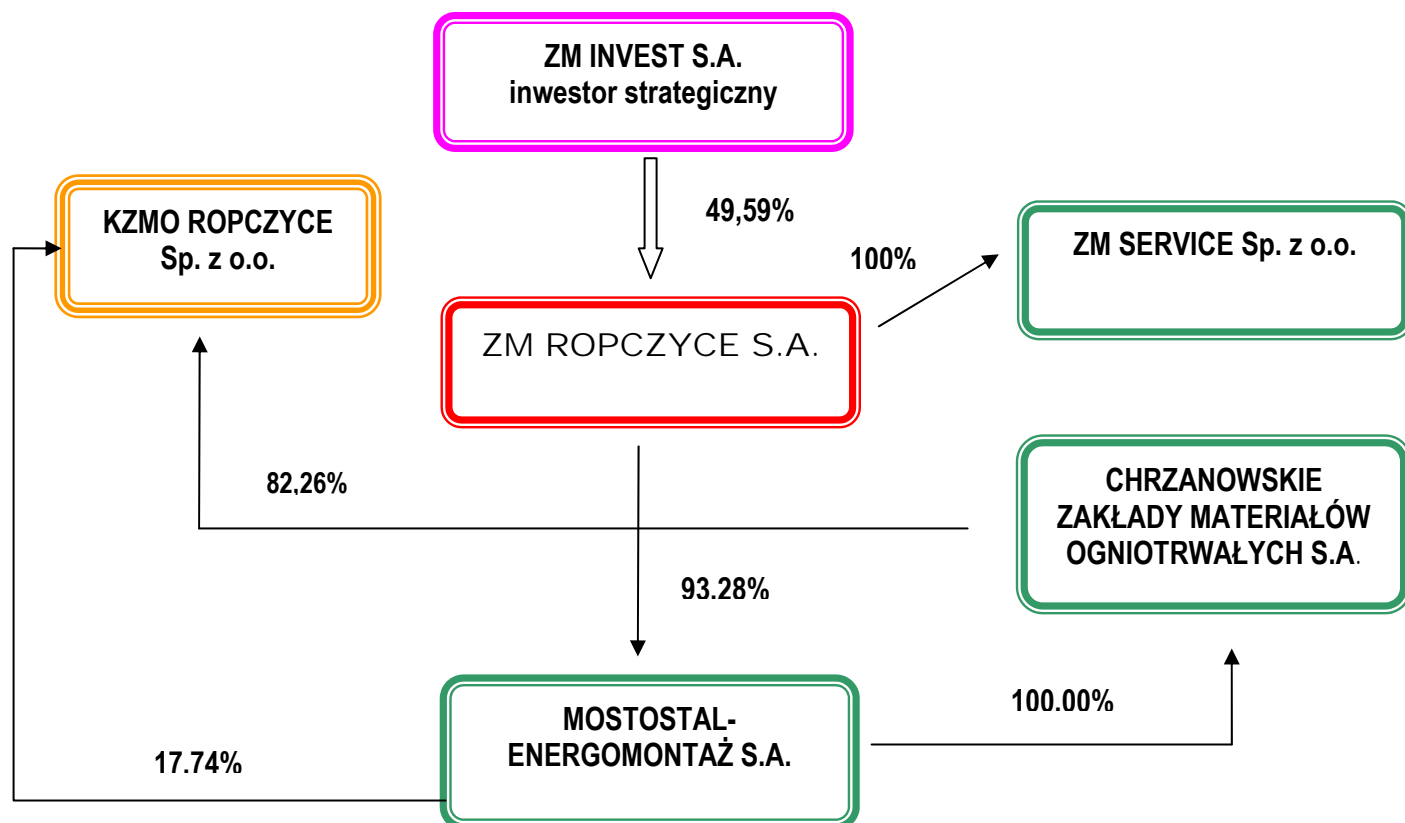 ZM INVEST S.A.
inwestor strategiczny
49,59%
KZMO ROPCZYCE
Sp. z o.o.
100%
ZM SERVICE Sp. z o.o.
ZM ROPCZYCE S.A.
82,26%
CHRZANOWSKIE
ZAKŁADY MATERIAŁÓW
OGNIOTRWAŁYCH S.A.
93.28%
MOSTOSTAL-
ENERGOMONTAŻ S.A.
100.00%
17.74%